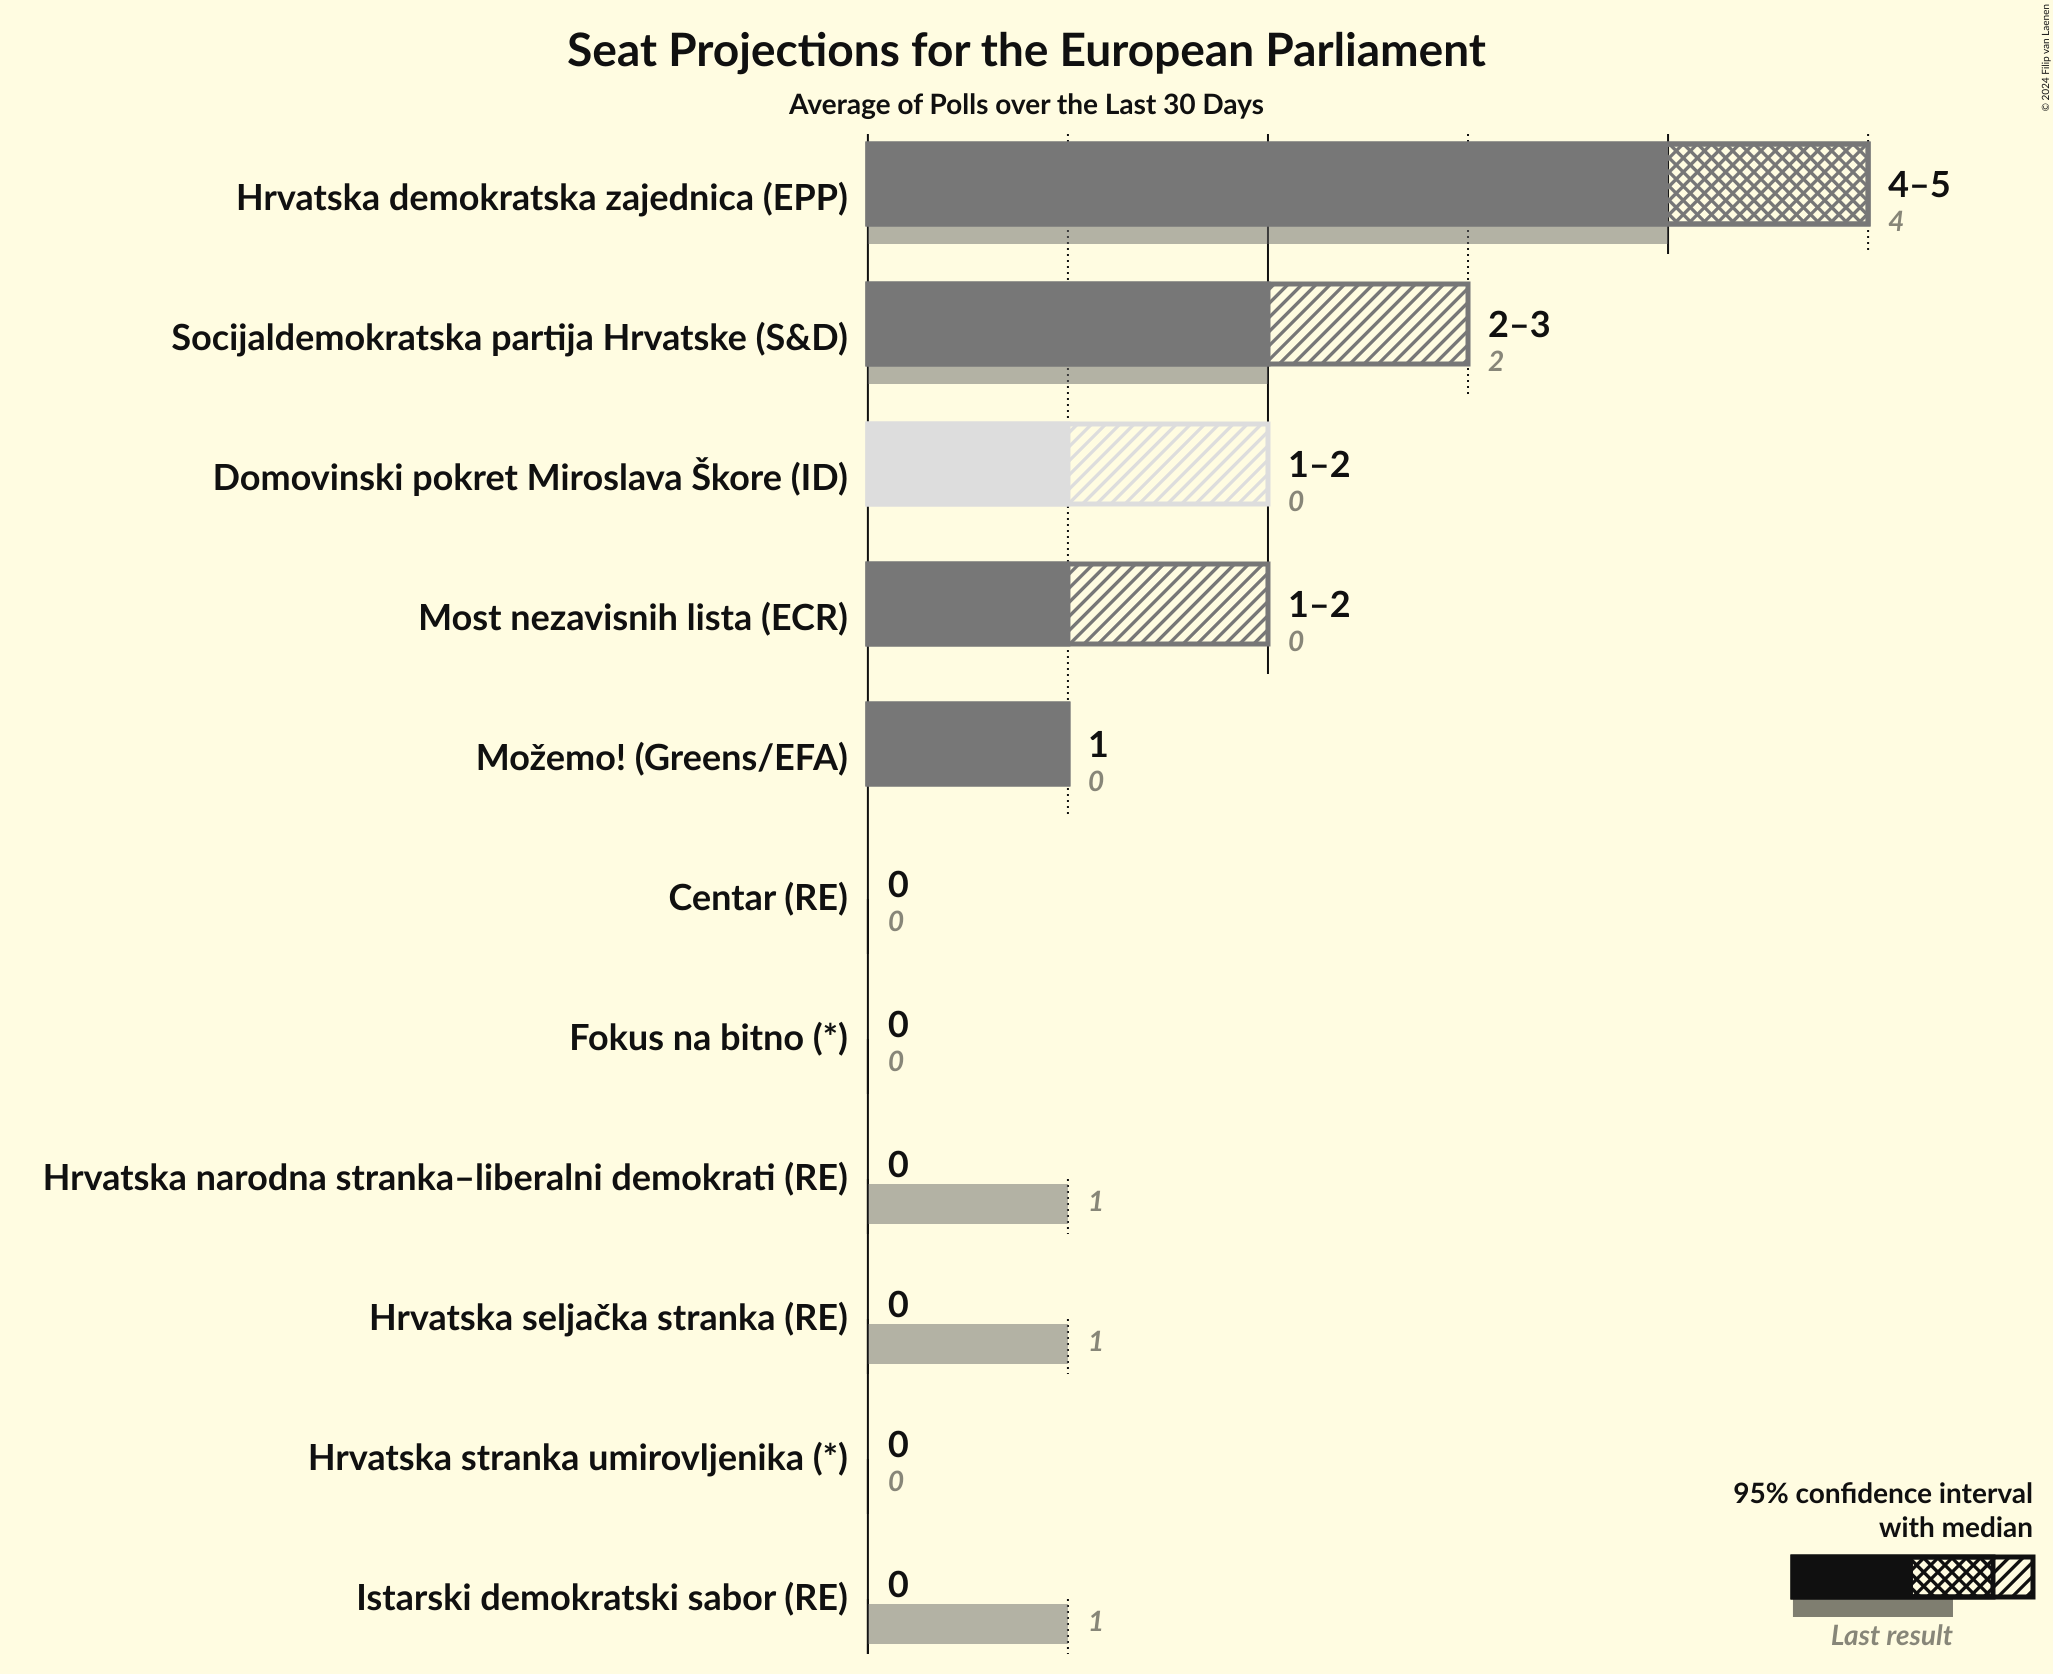 Seat Projections for the European Parliament
Average of Polls over the Last 30 Days
© 2024 Filip van Laenen
Hrvatska demokratska zajednica (EPP)
4–5
4
Socijaldemokratska partija Hrvatske (S&D)
2–3
2
Domovinski pokret Miroslava Škore (ID)
1–2
0
Most nezavisnih lista (ECR)
1–2
0
Možemo! (Greens/EFA)
1
0
Centar (RE)
0
0
Fokus na bitno (*)
0
0
Hrvatska narodna stranka–liberalni demokrati (RE)
0
1
Hrvatska seljačka stranka (RE)
0
1
Hrvatska stranka umirovljenika (*)
0
0
Istarski demokratski sabor (RE)
0
1
95% confidence interval
with median
Last result